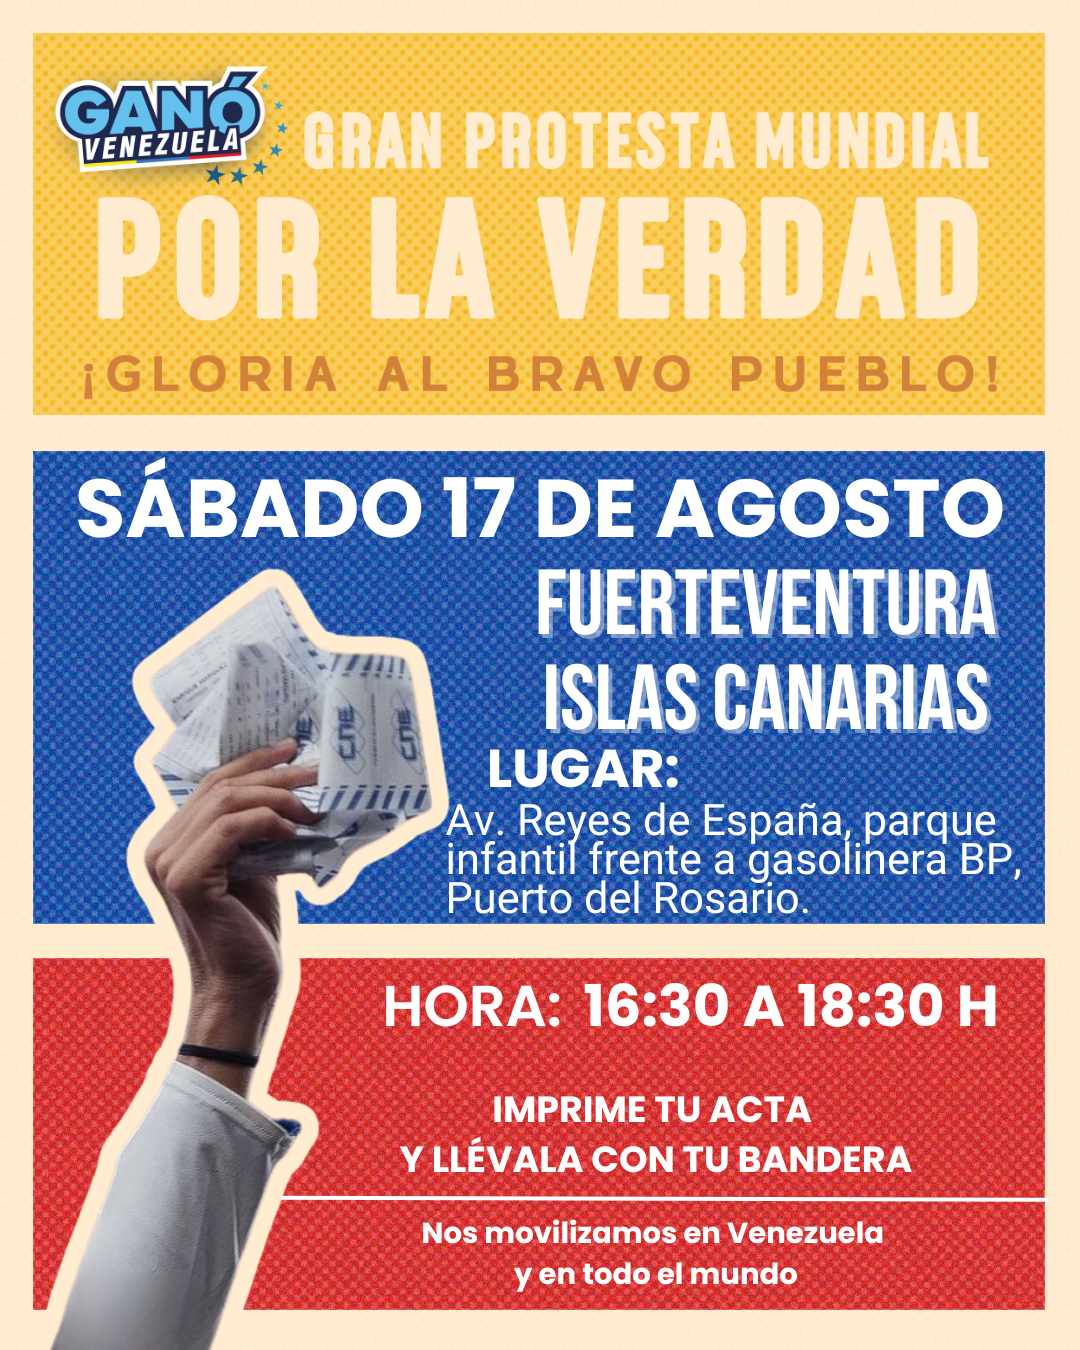 GANÓ
VENEZUELA
GRAN PROTESTA MUNDIAL
POR LA VERDAD
¡GLORIA AL BRAVO PUEBLO!
SÁBADO 17 DE AGOSTO
FUERTEVENTURA
ISLAS CANARIAS
LUGAR:
Av. Reyes de España, parque
infantil frente a gasolinera BP,
Puerto del Rosario.
CNE
CNE
HORA: 16:30 A 18:30 H
IMPRIME TU ACTA
Y LLÉVALA CON TU BANDERA
Nos movilizamos en Venezuela
y en todo el mundo